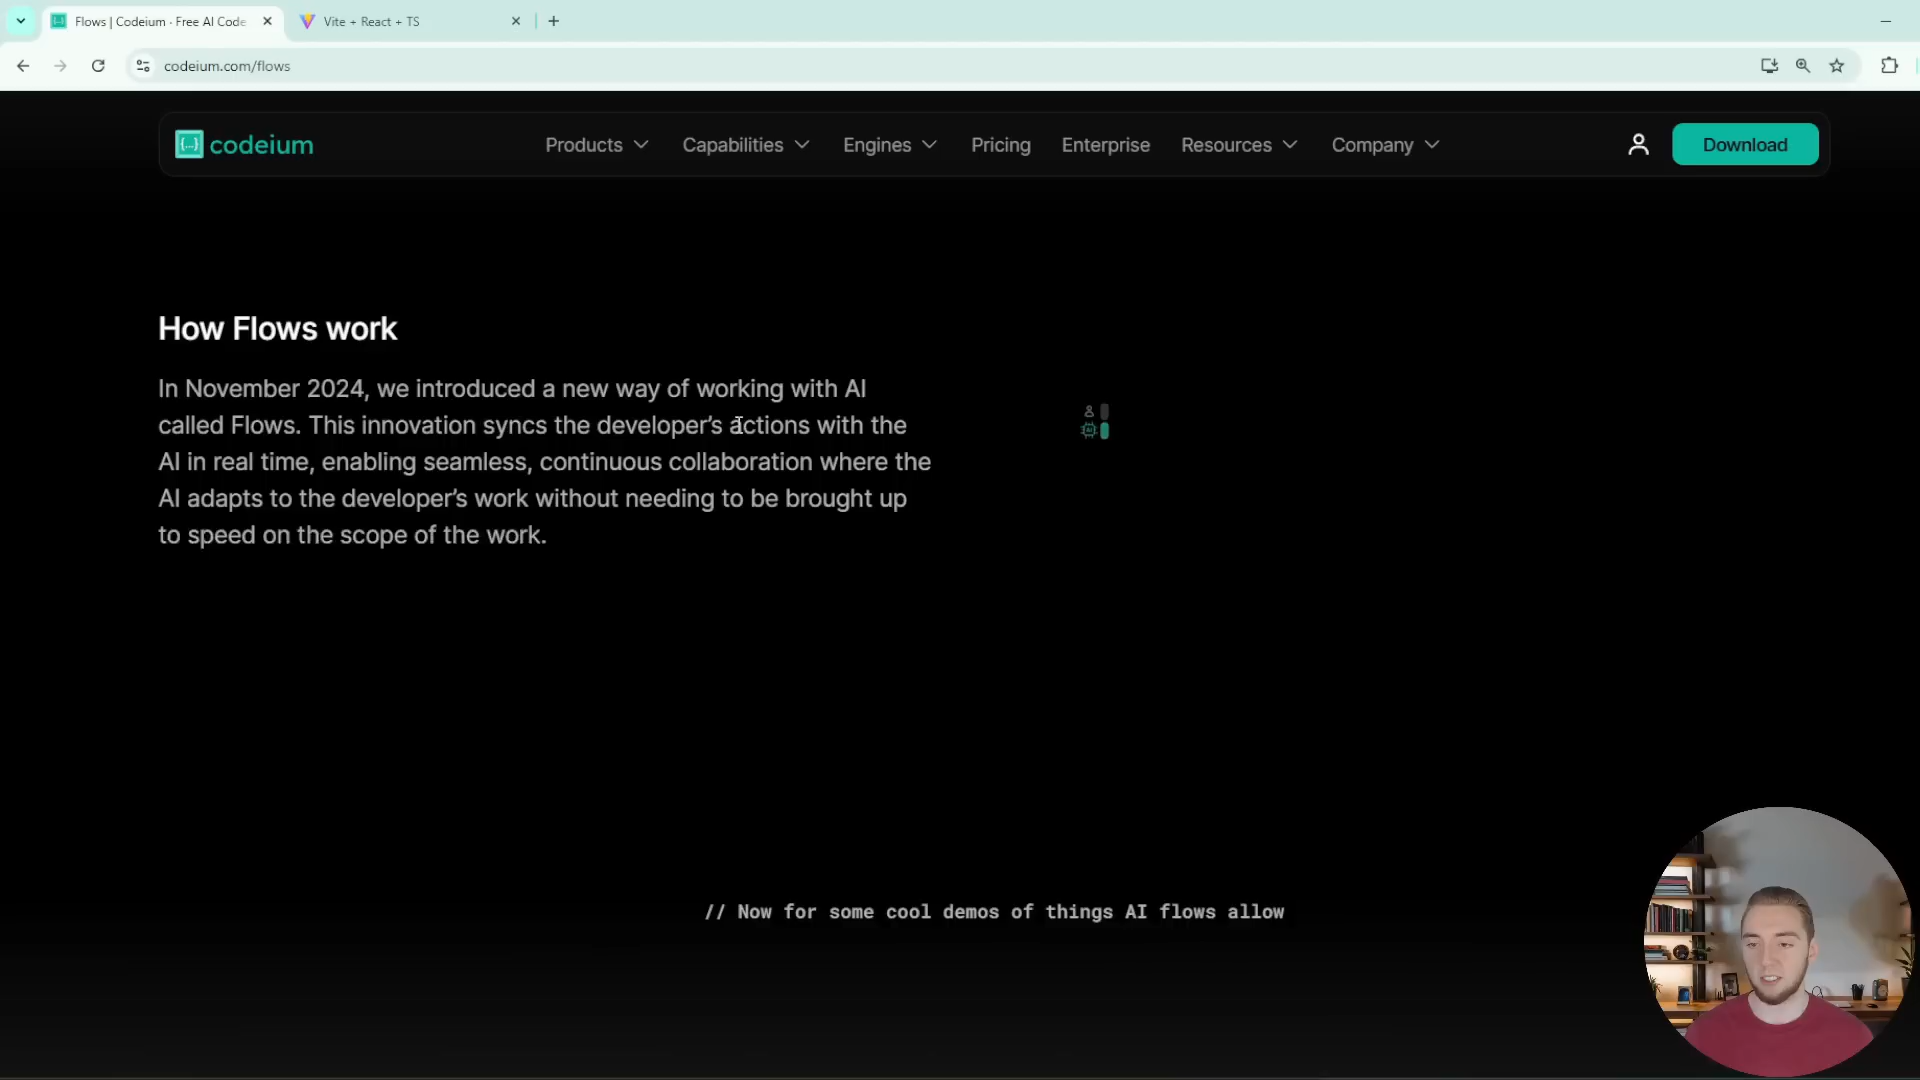 Flows | Codeium · Free AI Code
Vite + React + TS
codeium.com/flows
{...} codeium
Products
Capabilities
Engines
Pricing
Enterprise
Resources
Company
Download
How Flows work
In November 2024, we introduced a new way of working with AI
called Flows. This innovation syncs the developer’s actions with the
AI in real time, enabling seamless, continuous collaboration where the
AI adapts to the developer’s work without needing to be brought up
to speed on the scope of the work.
AI
// Now for some cool demos of things AI flows allow